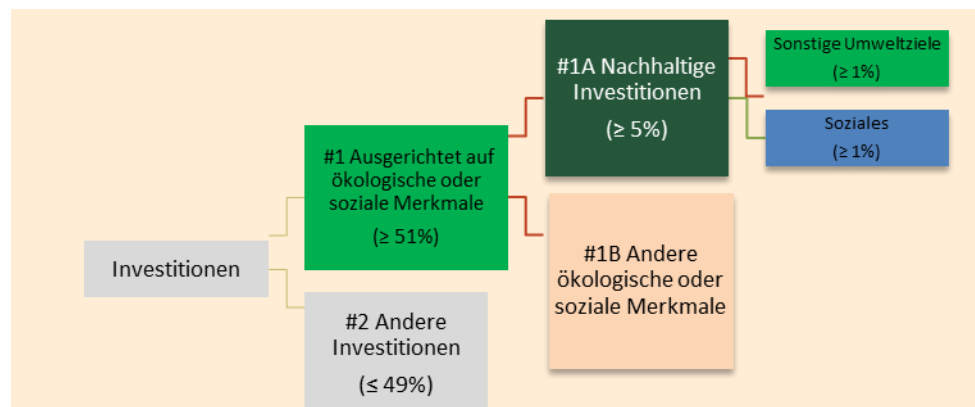 Investitionen
#1 Ausgerichtet auf
ökologische oder
soziale Merkmale
(≥ 51%)
#2 Andere
Investitionen
(≤ 49%)
#1A Nachhaltige
Investitionen
(≥ 5%)
#1B Andere
ökologische oder
soziale Merkmale
Sonstige Umweltziele
(≥ 1%)
Soziales
(≥ 1%)